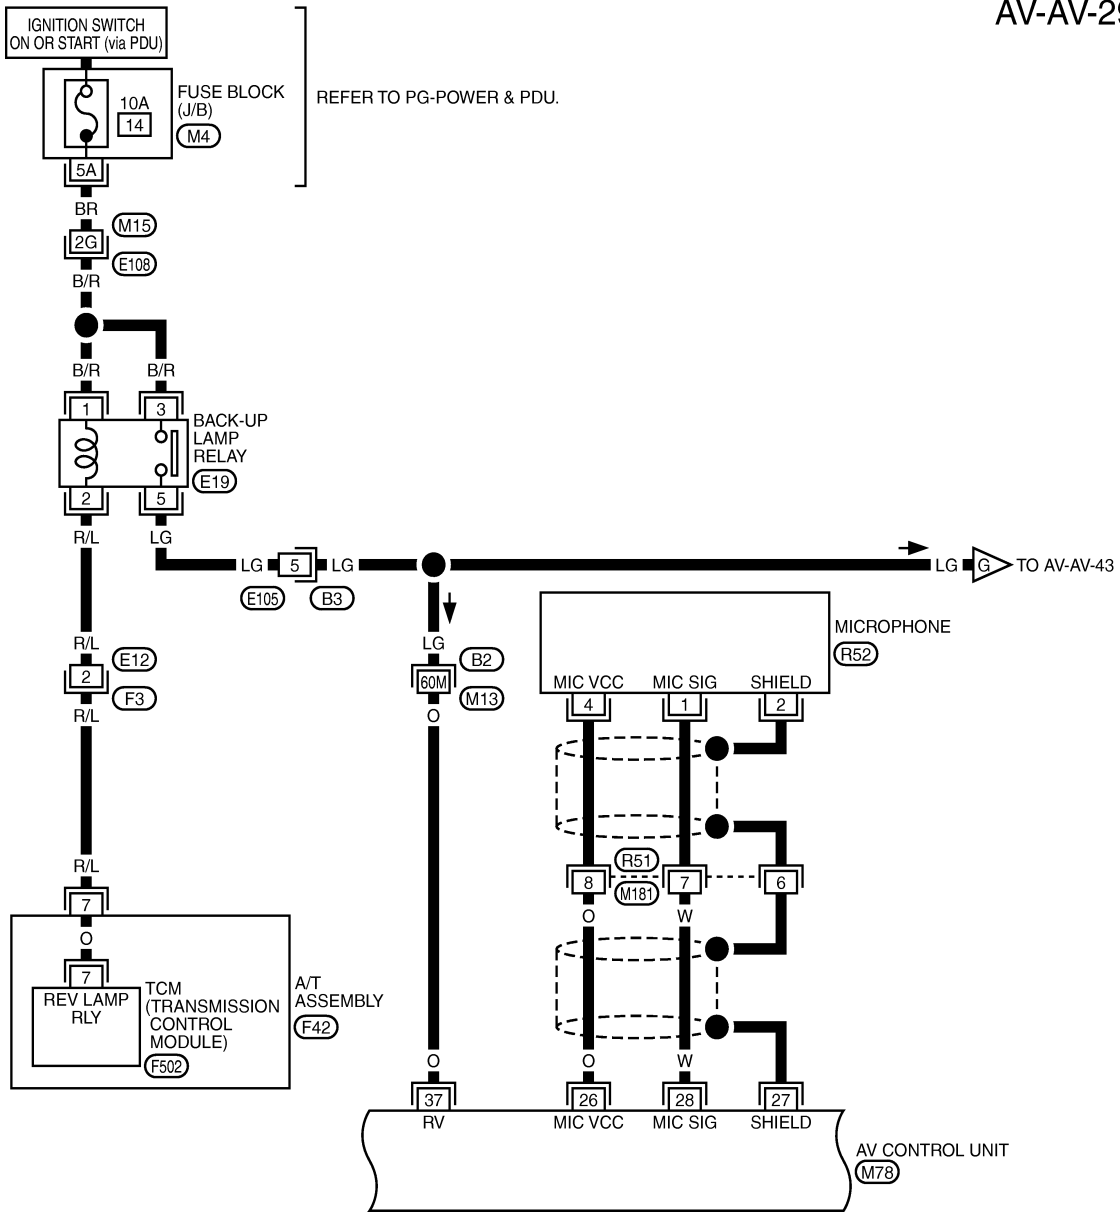 AV-AV-29
IGNITION SWITCH
ON OR START (via PDU)
10A
14
FUSE BLOCK
(J/B)
M4
REFER TO PG-POWER & PDU.
5A
BR
M15
2G
E108
B/R
B/R
B/R
1
3
BACK-UP
LAMP
RELAY
E19
2
5
R/L
LG
LG
5
LG
E105
B3
LG
G
TO AV-AV-43
R/L
E12
2
F3
R/L
LG
B2
60M
M13
O
MICROPHONE
R52
MIC VCC
MIC SIG
SHIELD
4
1
2
R51
8
M181
7
6
O
W
R/L
7
O
7
REV LAMP
RLY
TCM
(TRANSMISSION
CONTROL
MODULE)
F502
A/T
ASSEMBLY
F42
O
O
W
37
26
28
27
RV
MIC VCC
MIC SIG
SHIELD
AV CONTROL UNIT
M78